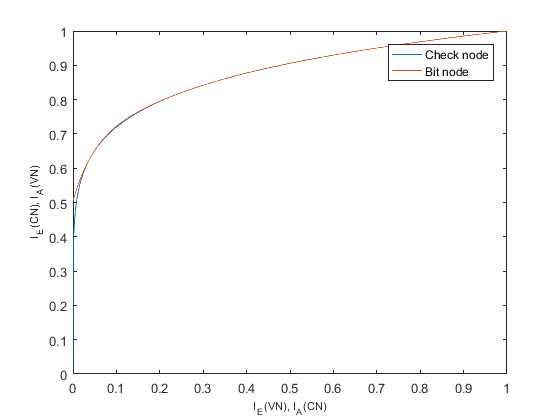 1
0.9
0.8
0.7
0.6
0.5
0.4
0.3
0.2
0.1
0
I_E(CN), I_A(VN)
Check node
Bit node
0 0.1 0.2 0.3 0.4 0.5 0.6 0.7 0.8 0.9 1
I_E(VN), I_A(CN)